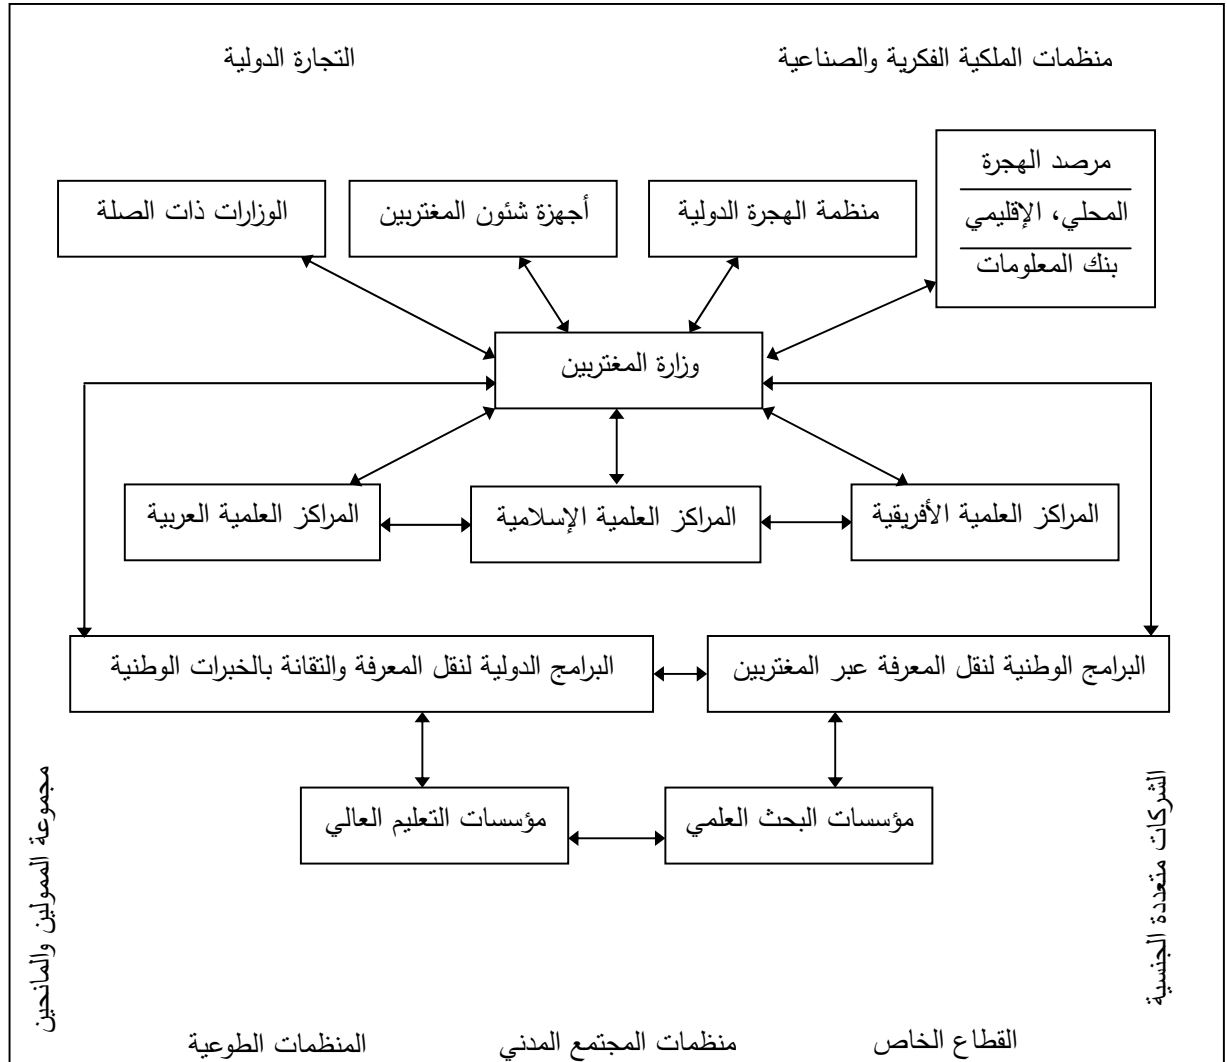 منظمات الملكية الفكرية والصناعية
التجارة الدولية
مرصد الهجرة
المحلي، الإقليمي
بنك المعلومات
منظمة الهجرة الدولية
أجهزة شئون المغتربين
الوزارات ذات الصلة
وزارة المغتربين
المراكز العلمية الأفريقية
المراكز العلمية الإسلامية
المراكز العلمية العربية
البرامج الوطنية لنقل المعرفة عبر المغتربين
البرامج الدولية لنقل المعرفة والتقانة بالخبرات الوطنية
مؤسسات البحث العلمي
مؤسسات التعليم العالي
الشركات متعددة الجنسية
مجموعة الممولين والمانحين
القطاع الخاص
منظمات المجتمع المدني
المنظمات الطوعية